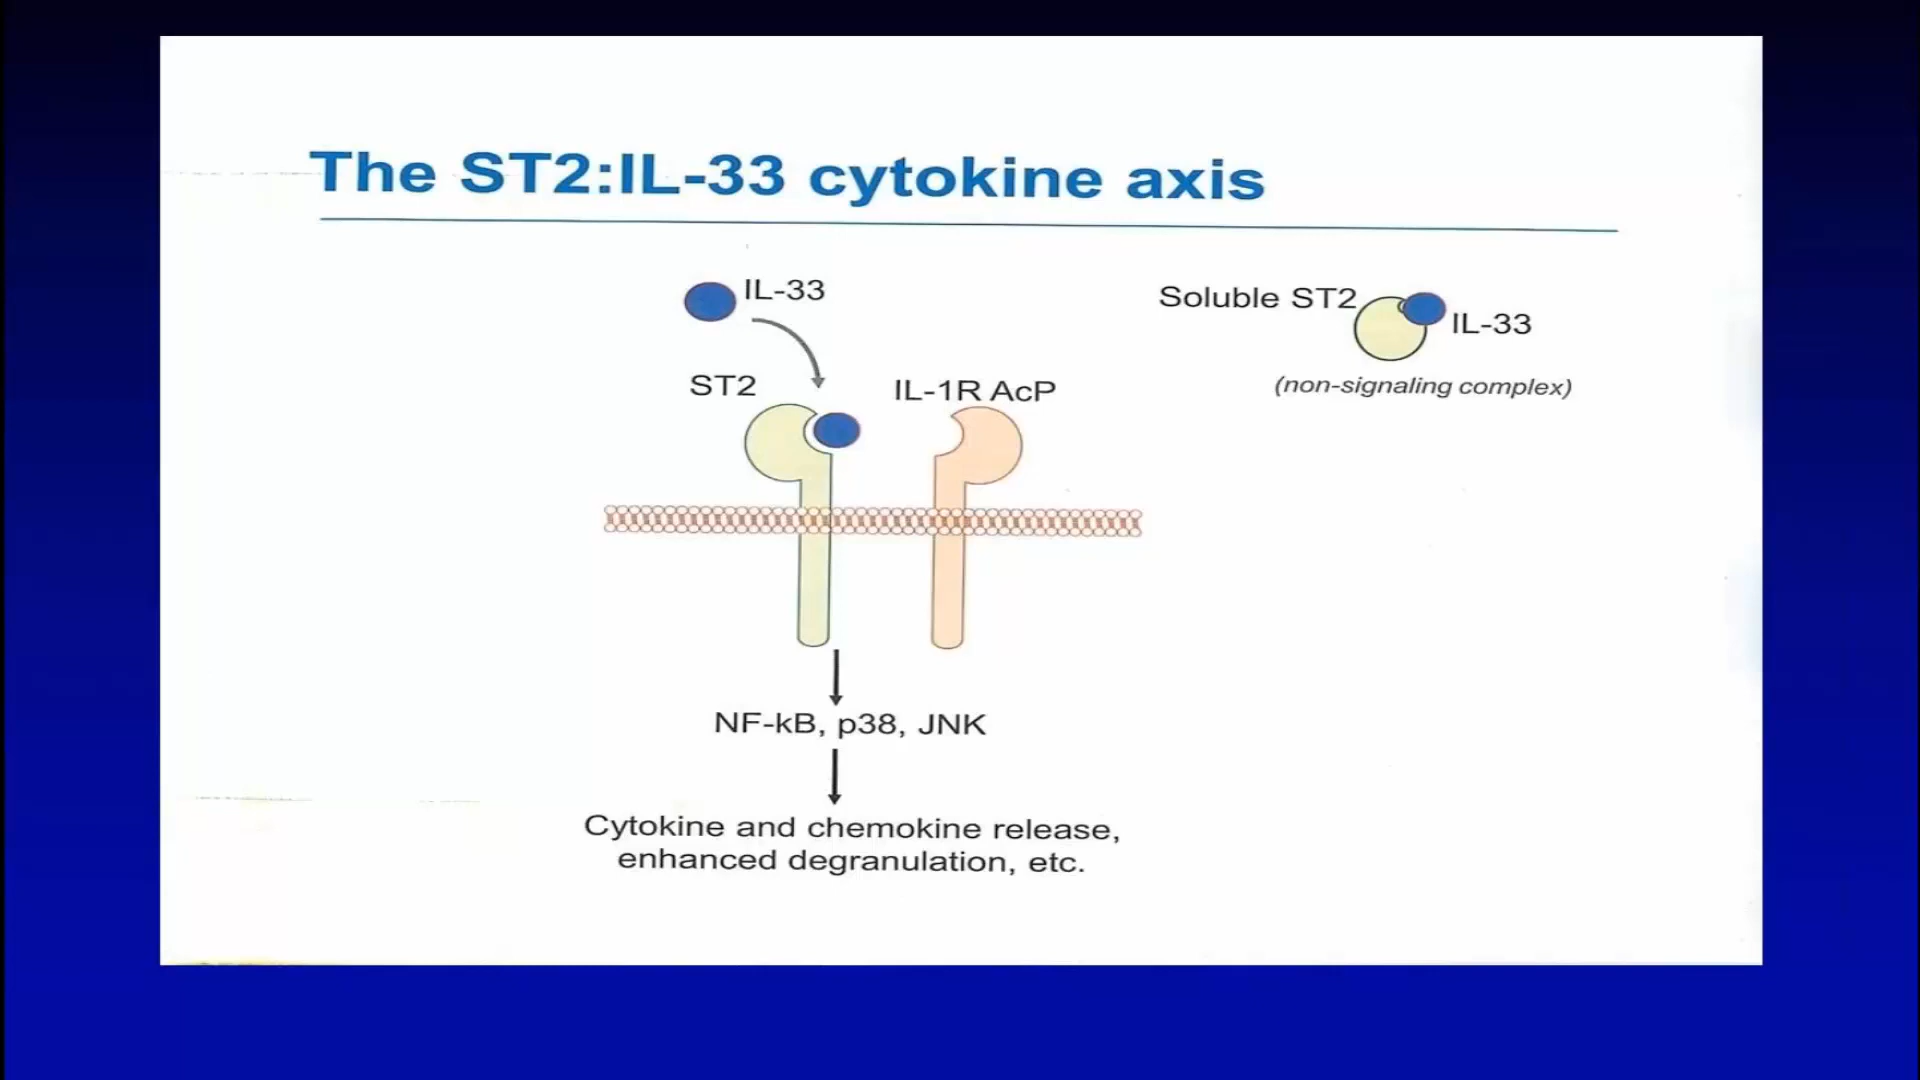 The ST2:IL-33 cytokine axis
IL-33
Soluble ST2
IL-33
(non-signaling complex)
ST2
IL-1R AcP
NF-kB, p38, JNK
Cytokine and chemokine release,
enhanced degranulation, etc.